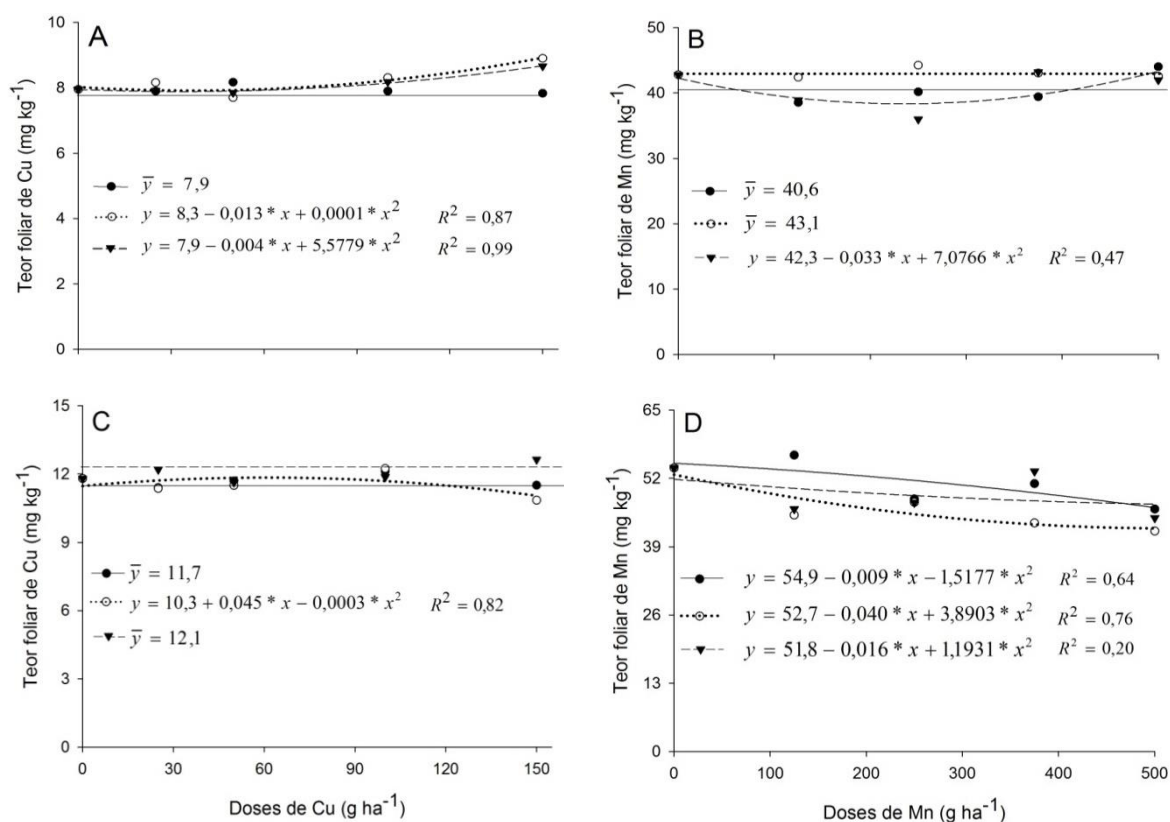 A
Teor foliar de Cu (mg kg⁻¹)
10
8
6
4
2
0
y̅ = 7,9
y = 8,3 − 0,013 * x + 0,0001 * x² R² = 0,87
y = 7,9 − 0,004 * x + 5,5779 * x² R² = 0,99
B
Teor foliar de Mn (mg kg⁻¹)
50
40
30
20
10
0
y̅ = 40,6
y̅ = 43,1
y = 42,3 − 0,033 * x + 7,0766 * x² R² = 0,47
C
Teor foliar de Cu (mg kg⁻¹)
15
12
9
6
3
0
y̅ = 11,7
y = 10,3 + 0,045 * x − 0,0003 * x² R² = 0,82
y̅ = 12,1
0 30 60 90 120 150
Doses de Cu (g ha⁻¹)
D
Teor foliar de Mn (mg kg⁻¹)
65
52
39
26
13
0
y = 54,9 − 0,009 * x − 1,5177 * x² R² = 0,64
y = 52,7 − 0,040 * x + 3,8903 * x² R² = 0,76
y = 51,8 − 0,016 * x + 1,1931 * x² R² = 0,20
0 100 200 300 400 500
Doses de Mn (g ha⁻¹)